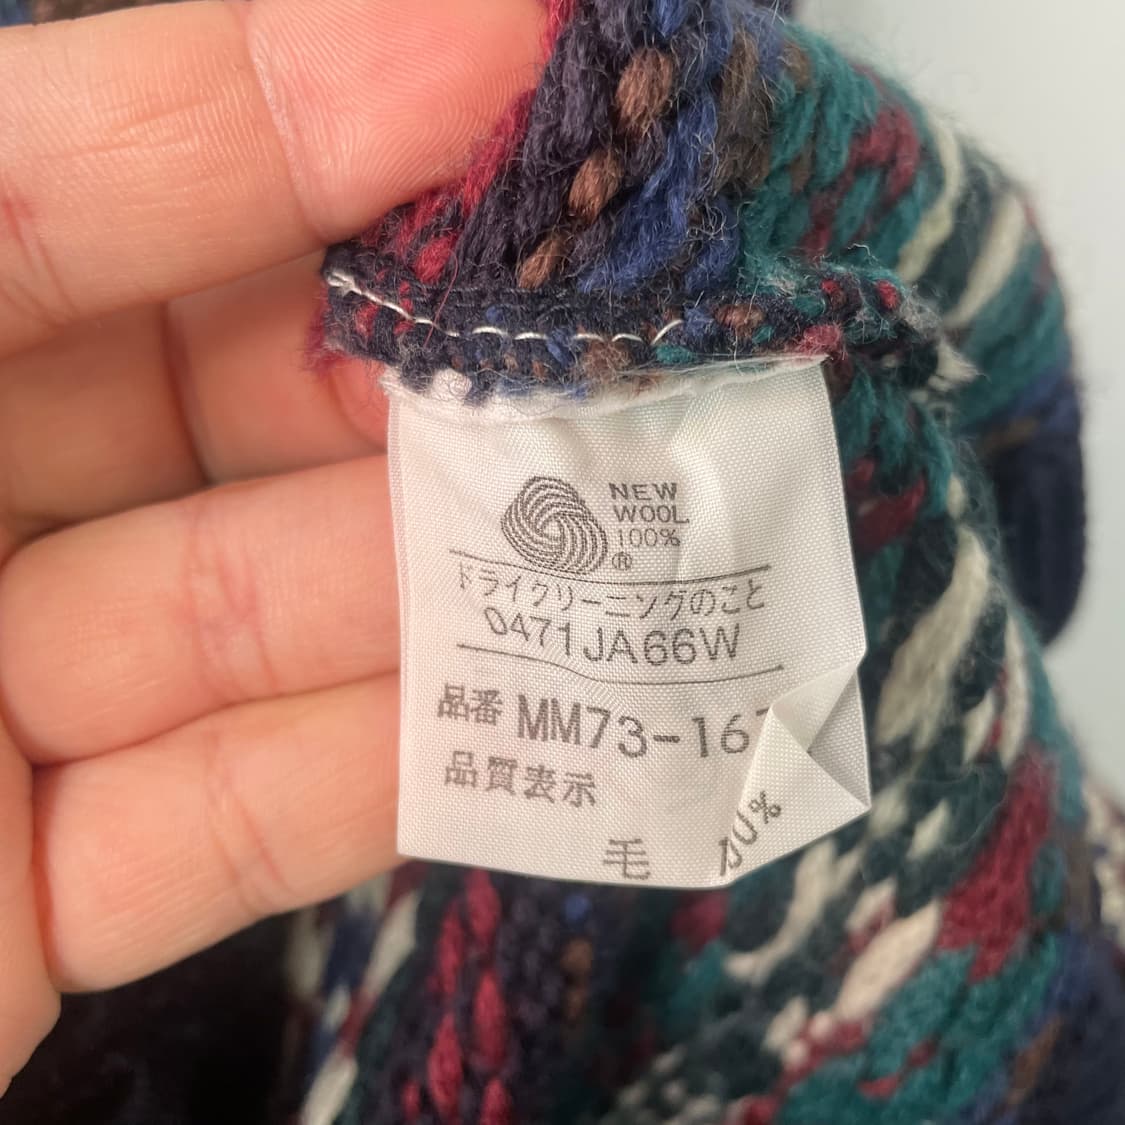 NEW
WOOL
100%
®
ドライクリーニングのこと
0471JA66W
品番 MM73-16
品質表示
毛 100%